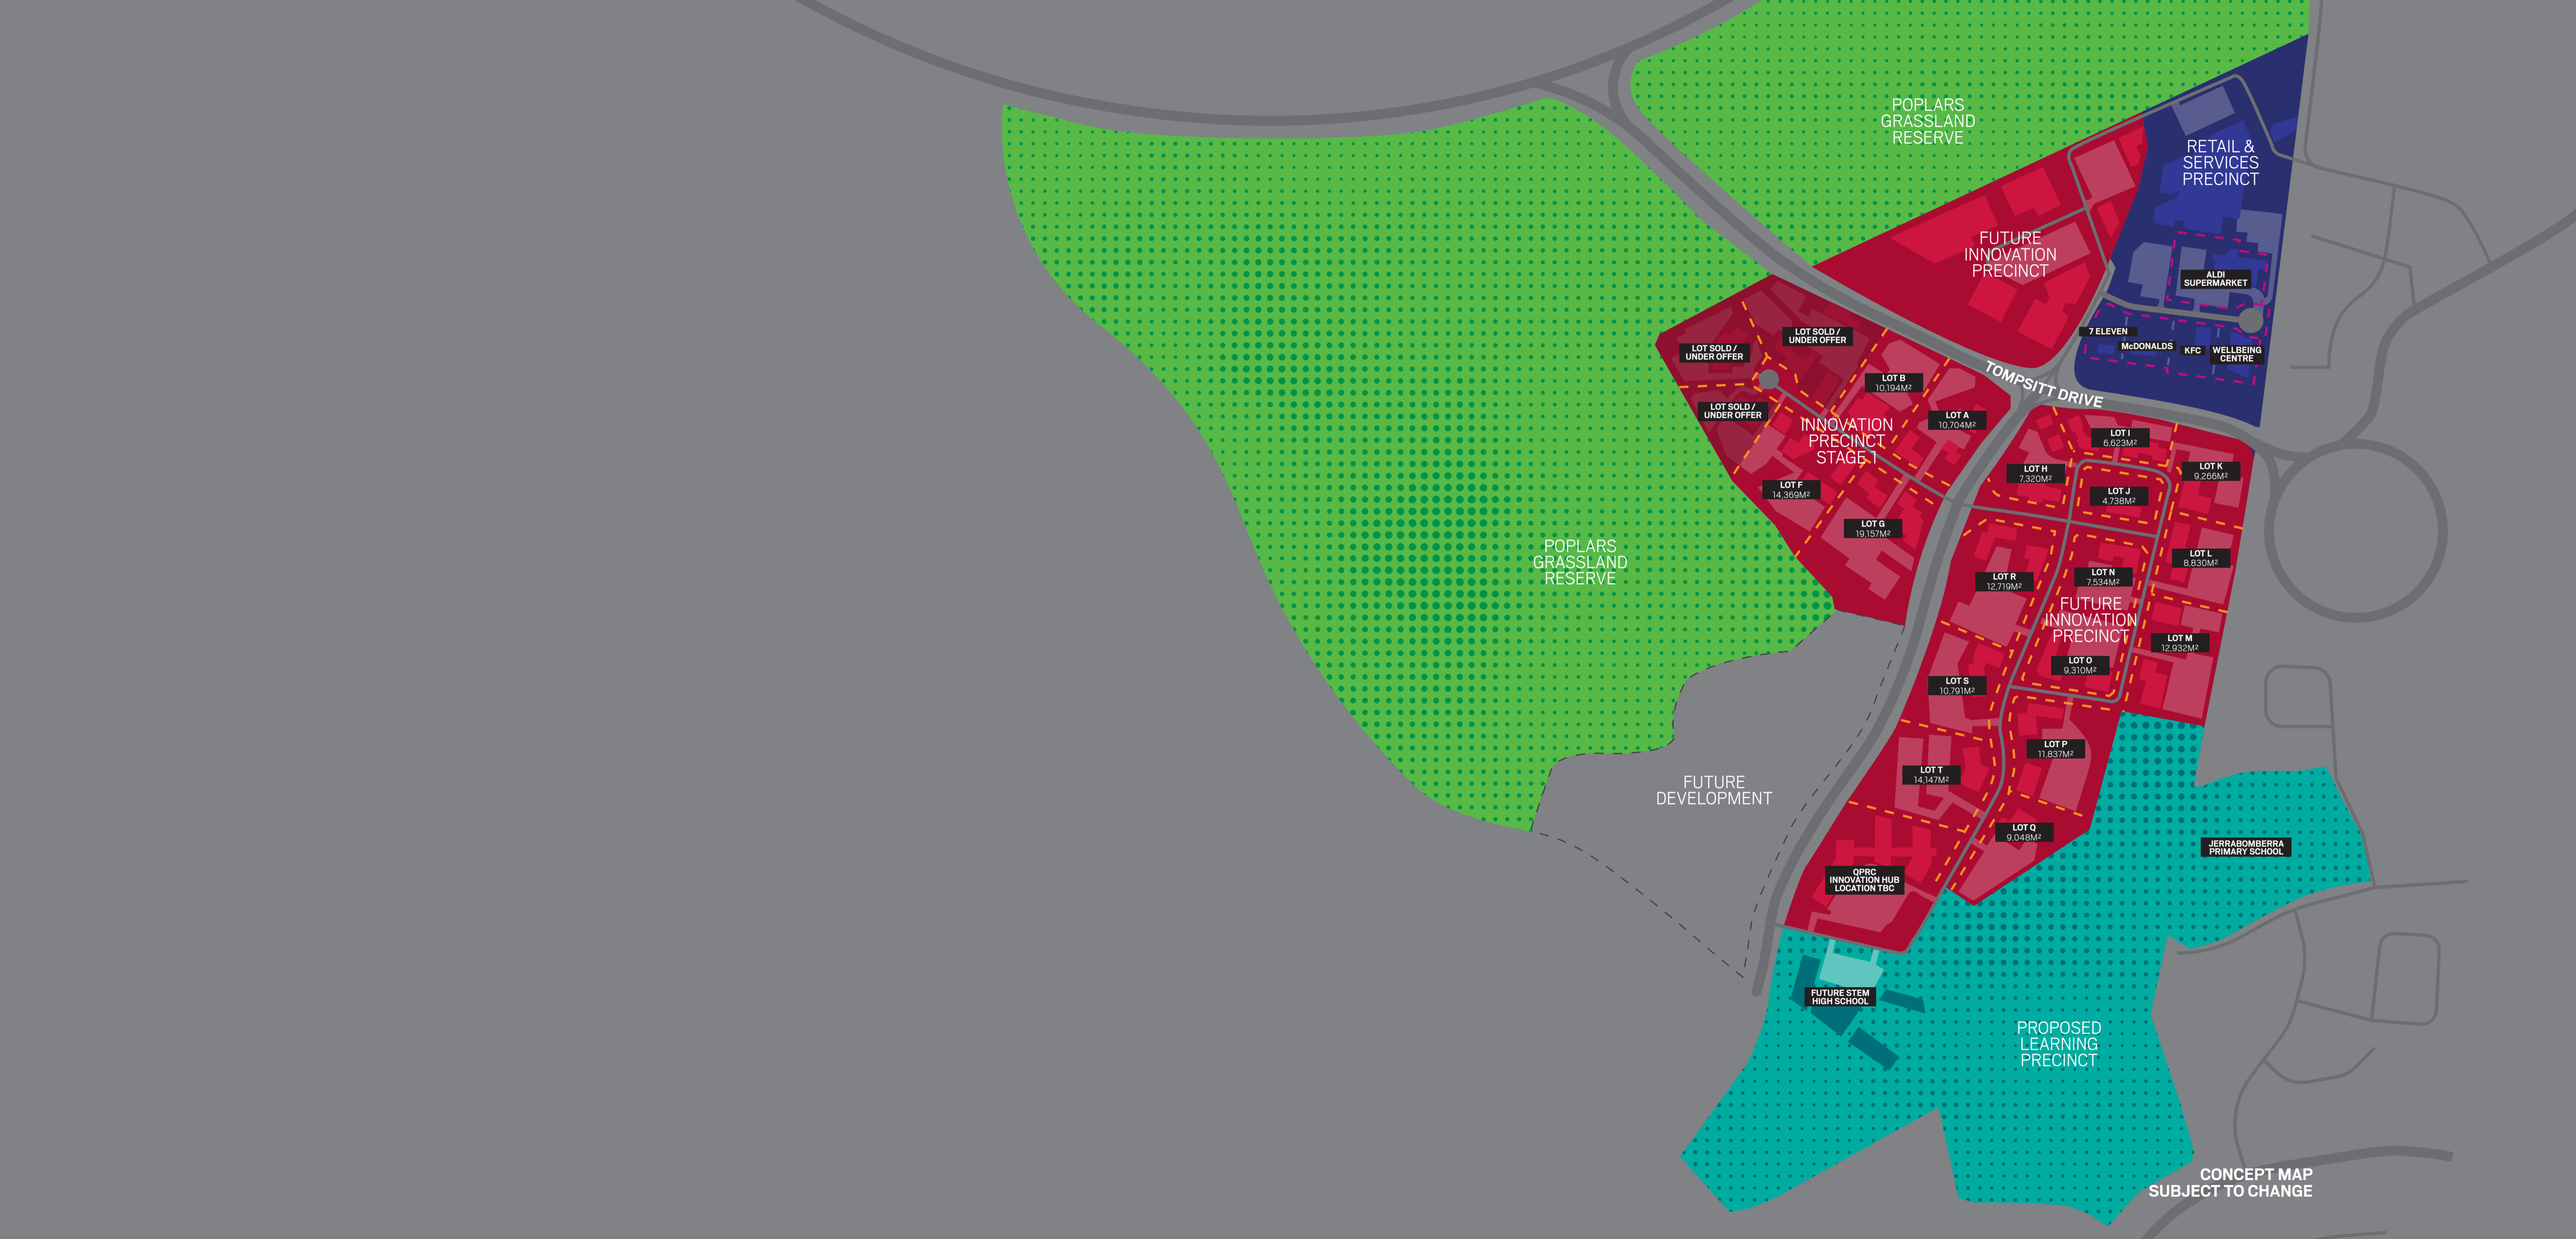 POPLARS
GRASSLAND
RESERVE
RETAIL &
SERVICES
PRECINCT
FUTURE
INNOVATION
PRECINCT
ALDI
SUPERMARKET
7 ELEVEN
McDONALDS
KFC
WELLBEING
CENTRE
TOMPSITT DRIVE
LOT SOLD /
UNDER OFFER
LOT SOLD /
UNDER OFFER
LOT SOLD /
UNDER OFFER
LOT B
10,194M²
LOT A
10,704M²
INNOVATION
PRECINCT
STAGE 1
LOT F
14,369M²
LOT G
19,157M²
LOT I
6,623M²
LOT H
7,320M²
LOT K
9,266M²
LOT J
4,738M²
LOT L
8,830M²
LOT R
12,719M²
LOT N
7,534M²
FUTURE
INNOVATION
PRECINCT
LOT M
12,932M²
LOT O
9,310M²
LOT S
10,791M²
LOT P
11,837M²
LOT T
14,147M²
LOT Q
9,048M²
POPLARS
GRASSLAND
RESERVE
FUTURE
DEVELOPMENT
QPRC
INNOVATION HUB
LOCATION TBC
JERRABOMBERRA
PRIMARY SCHOOL
FUTURE STEM
HIGH SCHOOL
PROPOSED
LEARNING
PRECINCT
CONCEPT MAP
SUBJECT TO CHANGE